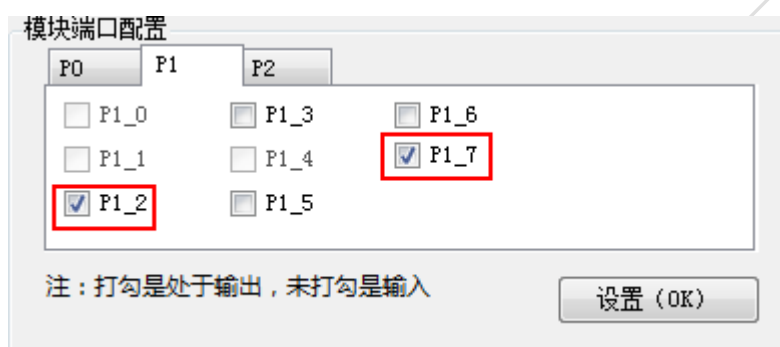 模块端口配置
P0 P1 P2
P1_0 P1_3 P1_6
P1_1 P1_4 P1_7
P1_2 P1_5
注：打勾是处于输出，未打勾是输入
设置（OK）